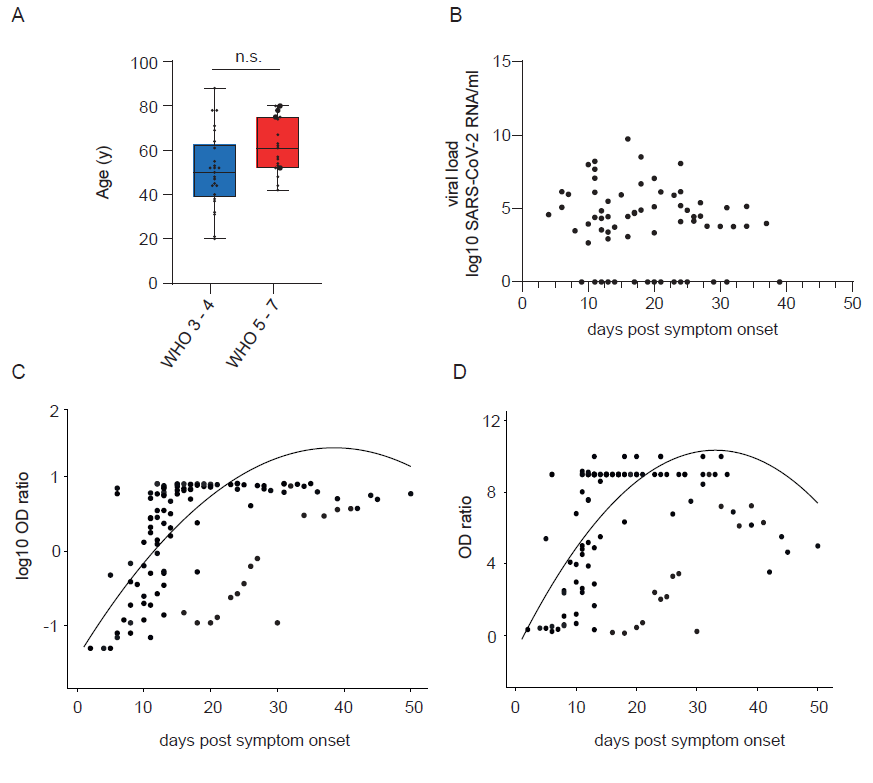 A
n.s.
100
80
60
40
20
0
Age (y)
WHO 3 - 4
WHO 5 - 7
B
15
10
5
0
viral load
log10 SARS-CoV-2 RNA/ml
0 10 20 30 40 50
days post symptom onset
C
2
1
0
-1
log10 OD ratio
0 10 20 30 40 50
days post symptom onset
D
12
8
4
0
OD ratio
0 10 20 30 40 50
days post symptom onset